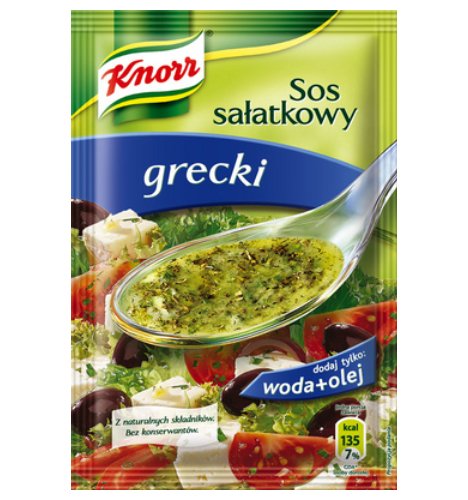 Knorr
Sos
sałatkowy
grecki
dodaj tylko:
woda+olej
Z naturalnych składników.
Bez konserwantów.
kcal
135
7%